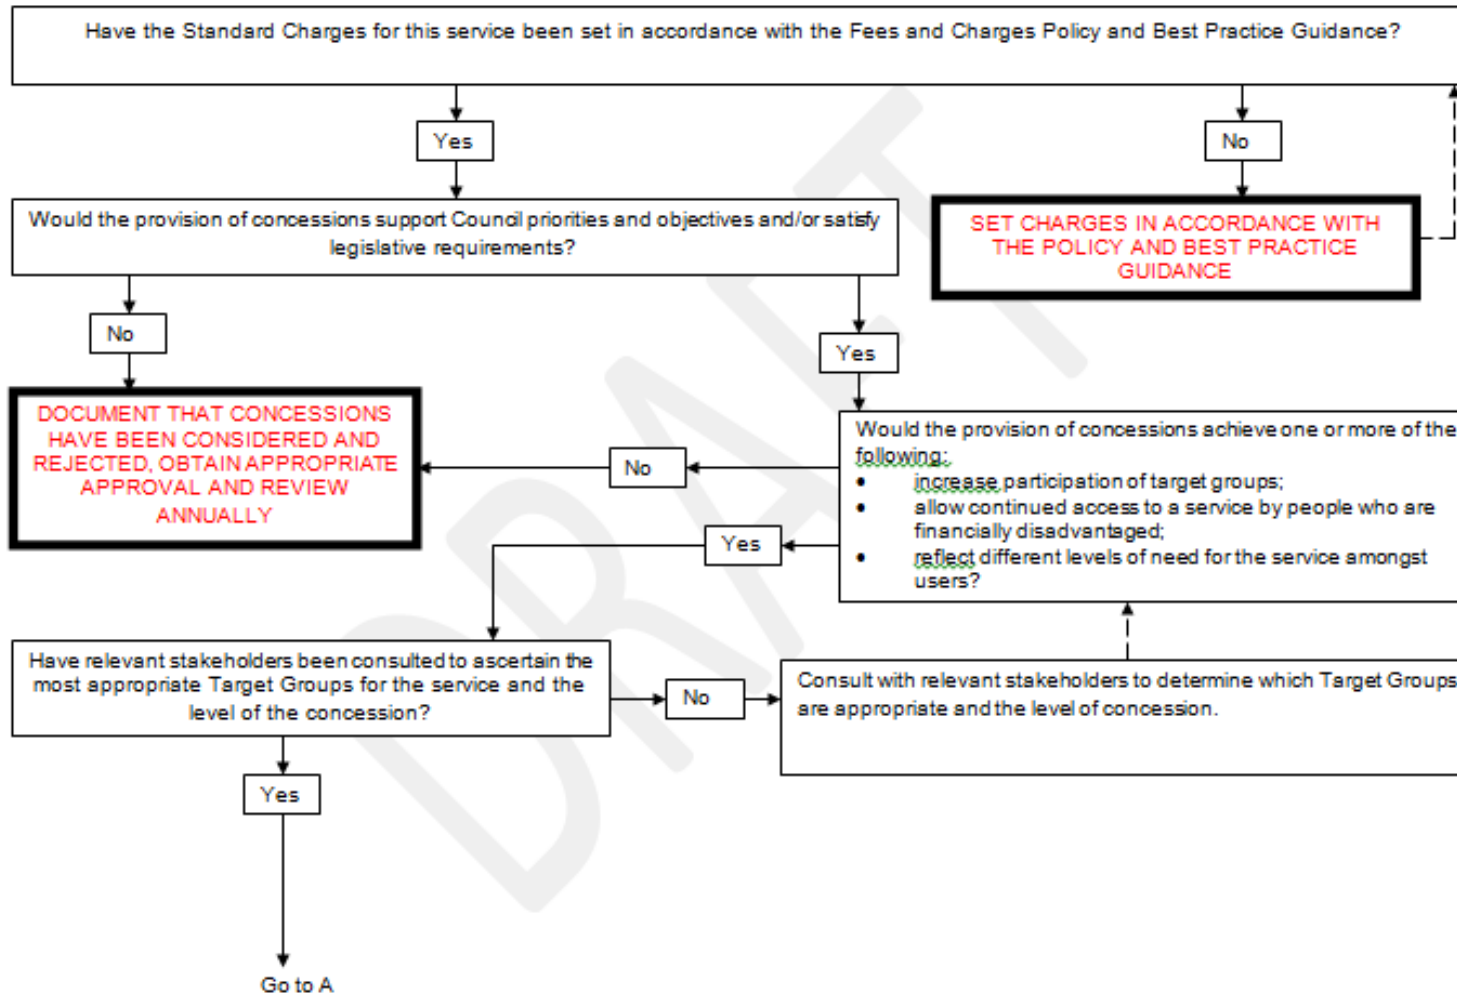 Have the Standard Charges for this service been set in accordance with the Fees and Charges Policy and Best Practice Guidance?
Yes
No
Would the provision of concessions support Council priorities and objectives and/or satisfy
legislative requirements?
SET CHARGES IN ACCORDANCE WITH
THE POLICY AND BEST PRACTICE
GUIDANCE
No
Yes
DOCUMENT THAT CONCESSIONS
HAVE BEEN CONSIDERED AND
REJECTED, OBTAIN APPROPRIATE
APPROVAL AND REVIEW
ANNUALLY
No
Yes
Would the provision of concessions achieve one or more of the
following:
• increase participation of target groups;
• allow continued access to a service by people who are
financially disadvantaged;
• reflect different levels of need for the service amongst
users?
Have relevant stakeholders been consulted to ascertain the
most appropriate Target Groups for the service and the
level of the concession?
No
Consult with relevant stakeholders to determine which Target Groups
are appropriate and the level of concession.
Yes
Go to A
DRAFT